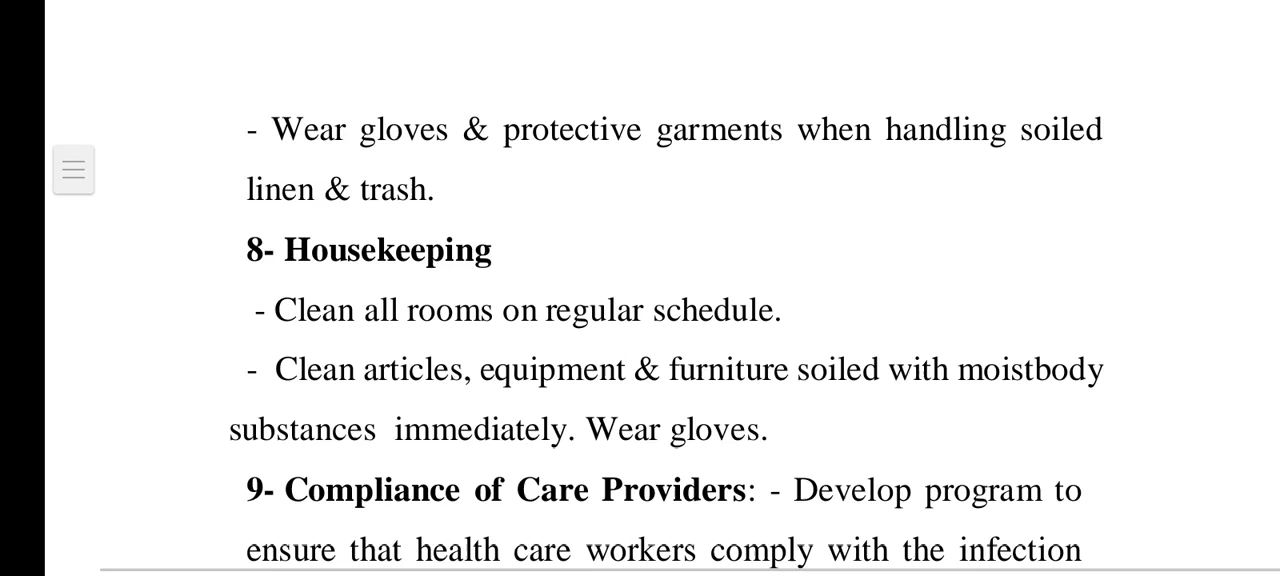 - Wear gloves & protective garments when handling soiled
linen & trash.
8- Housekeeping
- Clean all rooms on regular schedule.
- Clean articles, equipment & furniture soiled with moistbody
substances immediately. Wear gloves.
9- Compliance of Care Providers: - Develop program to
ensure that health care workers comply with the infection